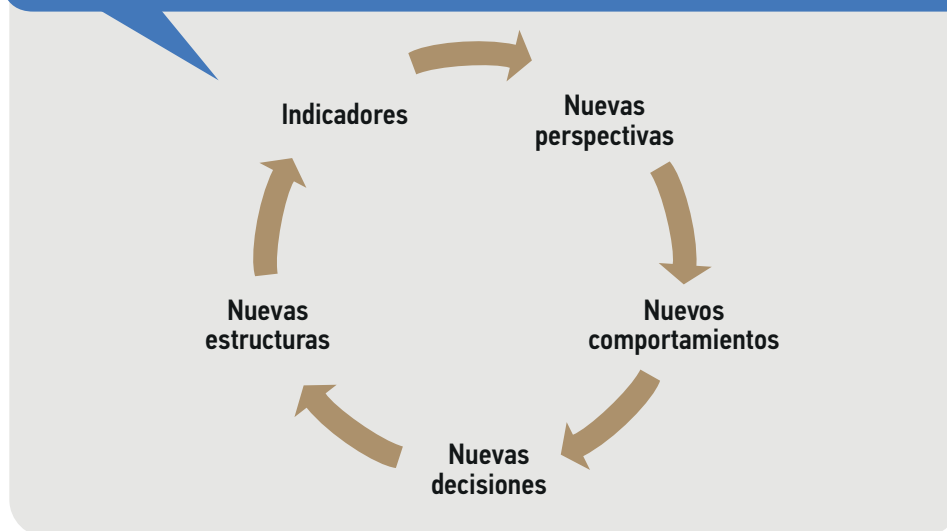 Indicadores
Nuevas
perspectivas
Nuevos
comportamientos
Nuevas
decisiones
Nuevas
estructuras